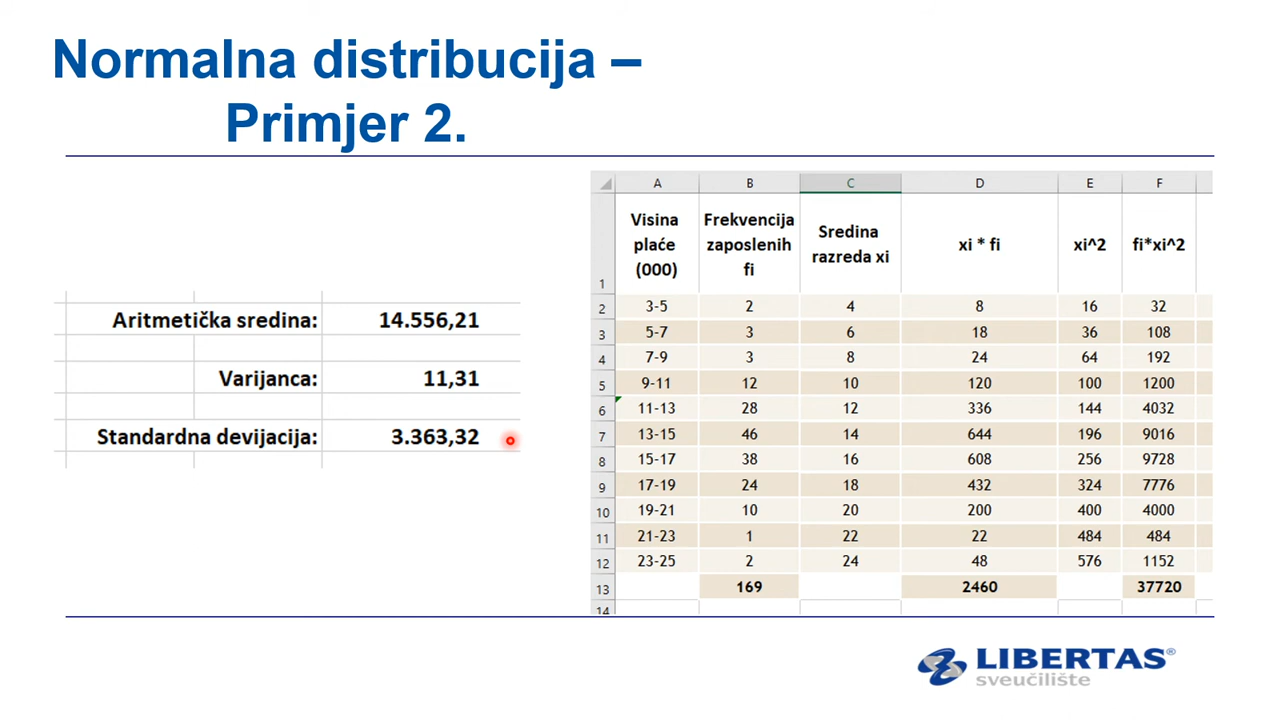 Normalna distribucija –
Primjer 2.
Aritmetička sredina: 14.556,21
Varijanca: 11,31
Standardna devijacija: 3.363,32
A B C D E F
1 Visina plaće (000) Frekvencija zaposlenih fi Sredina razreda xi xi * fi xi^2 fi*xi^2
2 3-5 2 4 8 16 32
3 5-7 3 6 18 36 108
4 7-9 3 8 24 64 192
5 9-11 12 10 120 100 1200
6 11-13 28 12 336 144 4032
7 13-15 46 14 644 196 9016
8 15-17 38 16 608 256 9728
9 17-19 24 18 432 324 7776
10 19-21 10 20 200 400 4000
11 21-23 1 22 22 484 484
12 23-25 2 24 48 576 1152
13 169 2460 37720
14
LIBERTAS®
sveučilište